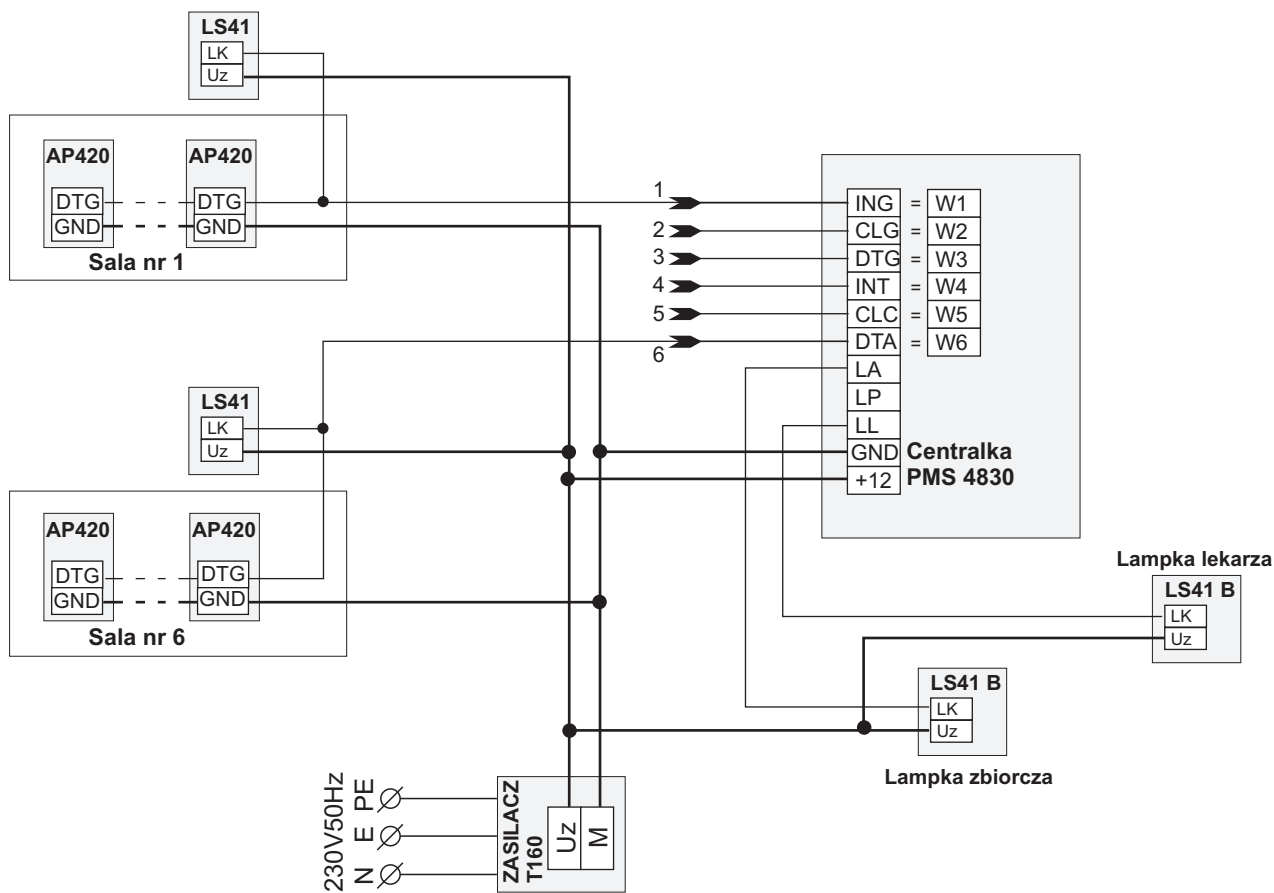 LS41
LK
Uz
AP420
AP420
DTG
DTG
GND
GND
Sala nr 1
1
2
3
4
5
6
ING = W1
CLG = W2
DTG = W3
INT = W4
CLC = W5
DTA = W6
LA
LP
LL
GND
+12
Centralka
PMS 4830
LS41
LK
Uz
AP420
AP420
DTG
DTG
GND
GND
Sala nr 6
Lampka lekarza
LS41 B
LK
Uz
LS41 B
LK
Uz
Lampka zbiorcza
230V50Hz
PE
E
N
ZASILACZ
T160
Uz
M